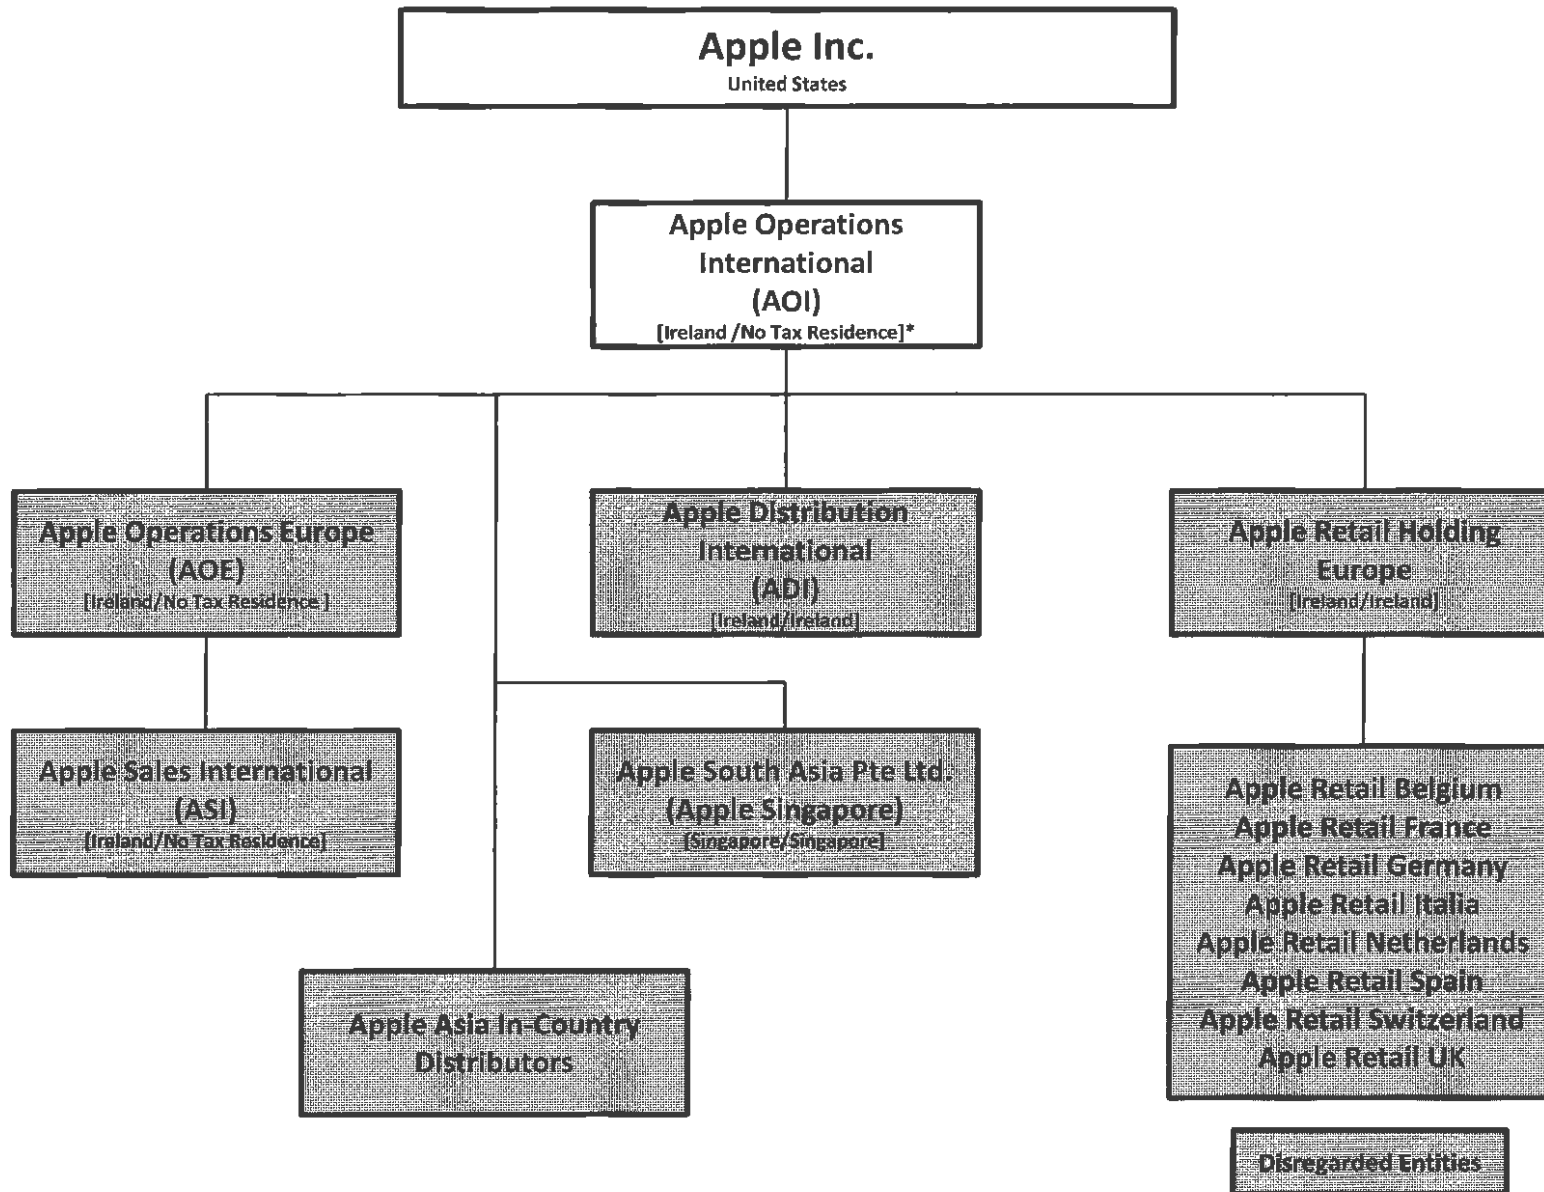 Apple Inc.
United States
Apple Operations
International
(AOI)
[Ireland /No Tax Residence]*
Apple Operations Europe
(AOE)
[Ireland/No Tax Residence ]
Apple Distribution
International
(ADI)
[Ireland/Ireland]
Apple Retail Holding
Europe
[Ireland/Ireland]
Apple Sales International
(ASI)
[Ireland/No Tax Residence]
Apple South Asia Pte Ltd.
(Apple Singapore)
[Singapore/Singapore]
Apple Retail Belgium
Apple Retail France
Apple Retail Germany
Apple Retail Italia
Apple Retail Netherlands
Apple Retail Spain
Apple Retail Switzerland
Apple Retail UK
Apple Asia In-Country
Distributors
Disregarded Entities